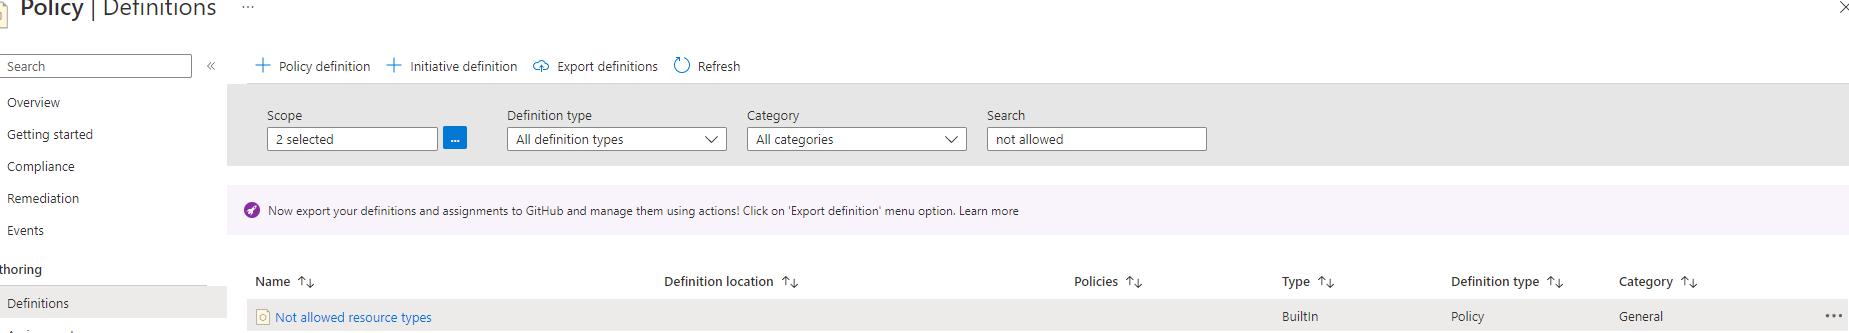 Policy | Definitions ...
Search «
Policy definition Initiative definition Export definitions Refresh
Overview
Getting started
Compliance
Remediation
Events
thoring
Definitions
Scope Definition type Category Search
2 selected ... All definition types All categories not allowed
Now export your definitions and assignments to GitHub and manage them using actions! Click on 'Export definition' menu option. Learn more
Name ↑↓ Definition location ↑↓ Policies ↑↓ Type ↑↓ Definition type ↑↓ Category ↑↓
Not allowed resource types BuiltIn Policy General ...